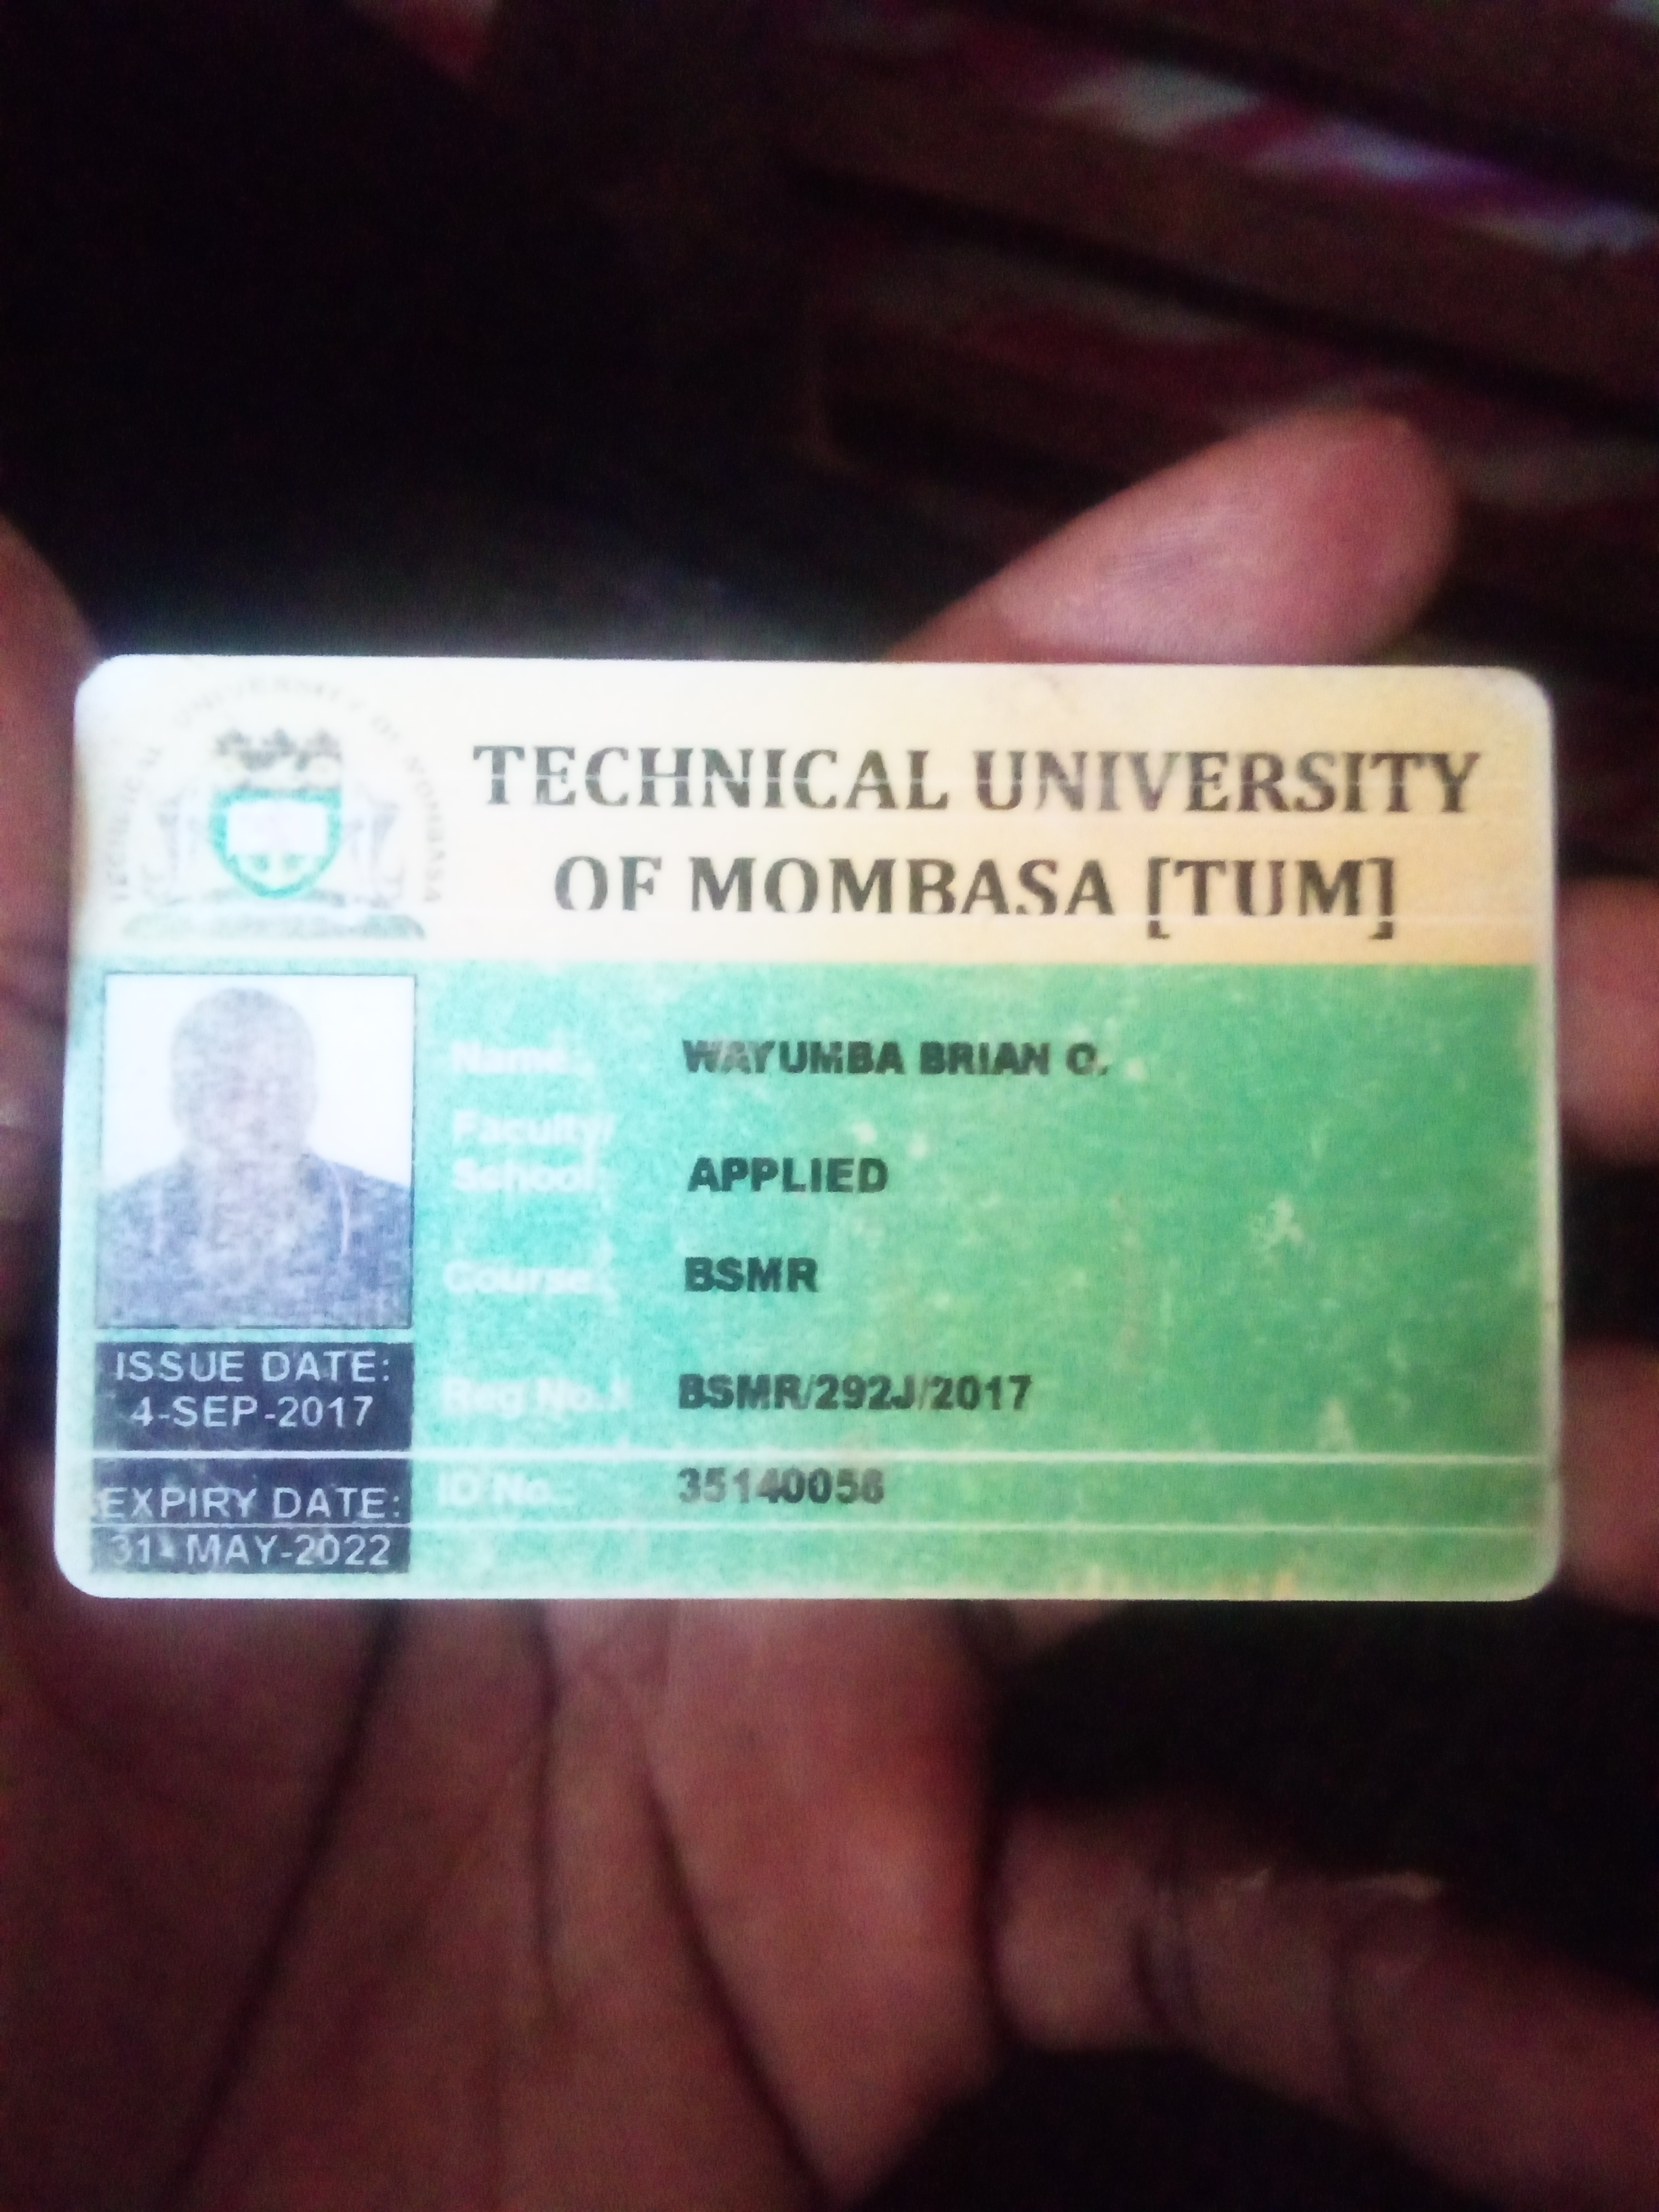 TECHNICAL UNIVERSITY OF MOMBASA
TECHNICAL UNIVERSITY
OF MOMBASA [TUM]
Name:
WAYUMBA BRIAN O.
Faculty/
School:
APPLIED
Course:
BSMR
Reg No.:
BSMR/292J/2017
ID No.:
35140058
ISSUE DATE:
4-SEP-2017
EXPIRY DATE:
31-MAY-2022